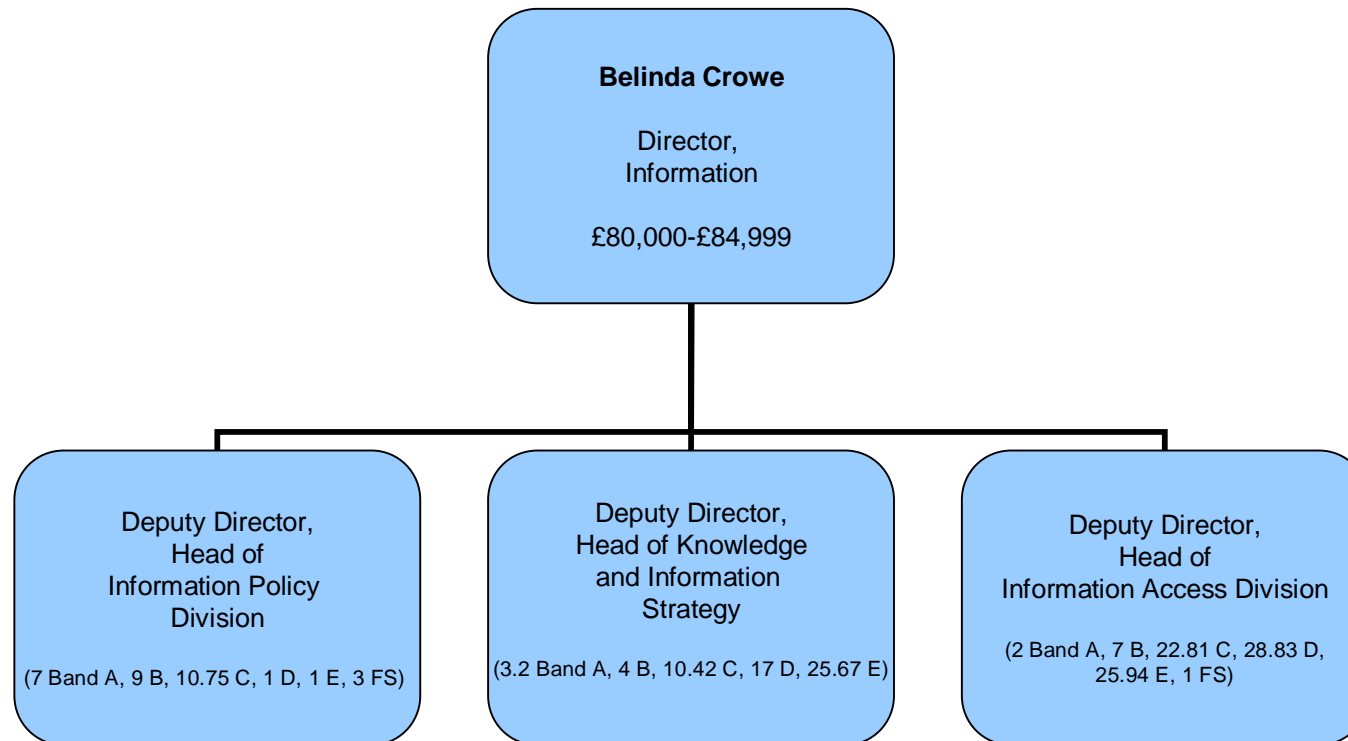 Belinda Crowe
Director,
Information
£80,000-£84,999
Deputy Director,
Head of
Information Policy
Division
(7 Band A, 9 B, 10.75 C, 1 D, 1 E, 3 FS)
Deputy Director,
Head of Knowledge
and Information
Strategy
(3.2 Band A, 4 B, 10.42 C, 17 D, 25.67 E)
Deputy Director,
Head of
Information Access Division
(2 Band A, 7 B, 22.81 C, 28.83 D,
25.94 E, 1 FS)